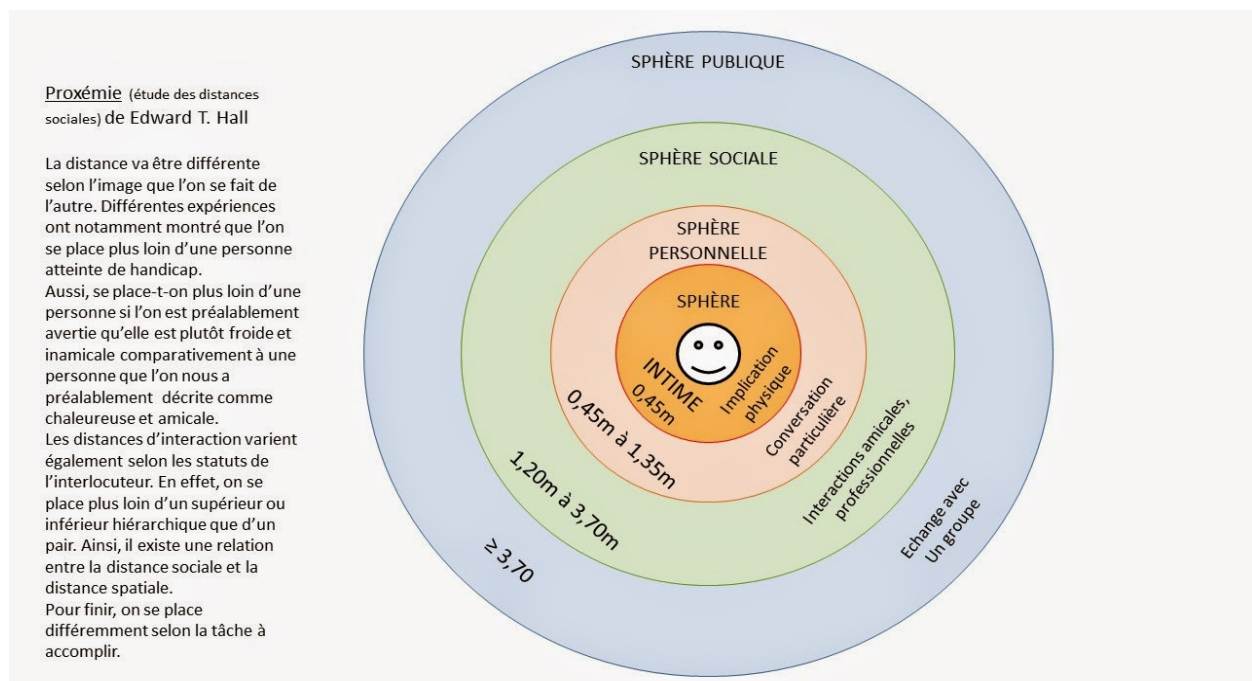 Proxémie (étude des distances
sociales) de Edward T. Hall
La distance va être différente
selon l’image que l’on se fait de
l’autre. Différentes expériences
ont notamment montré que l’on
se place plus loin d’une personne
atteinte de handicap.
Aussi, se place-t-on plus loin d’une
personne si l’on est préalablement
avertie qu’elle est plutôt froide et
inamicale comparativement à une
personne que l’on nous a
préalablement décrite comme
chaleureuse et amicale.
Les distances d’interaction varient
également selon les statuts de
l’interlocuteur. En effet, on se
place plus loin d’un supérieur ou
inférieur hiérarchique que d’un
pair. Ainsi, il existe une relation
entre la distance sociale et la
distance spatiale.
Pour finir, on se place
différemment selon la tâche à
accomplir.
SPHÈRE PUBLIQUE
SPHÈRE SOCIALE
SPHÈRE
PERSONNELLE
SPHÈRE
INTIME
0,45m
Implication
physique
0,45m à 1,35m
Conversation
particulière
1,20m à 3,70m
Interactions amicales,
professionnelles
≥ 3,70
Echange avec
Un groupe